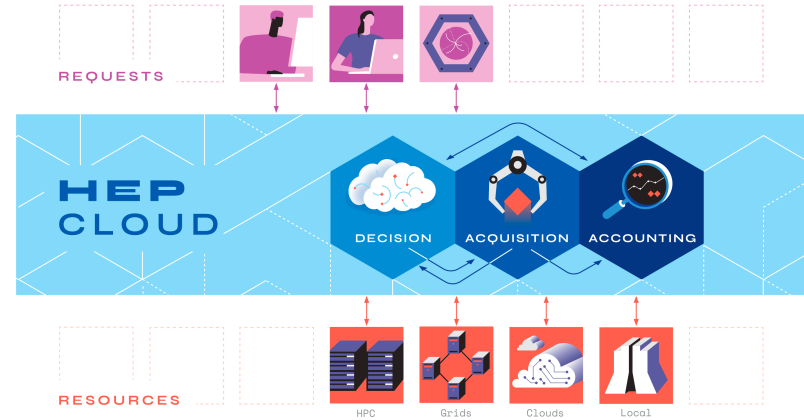 REQUESTS
HEP
CLOUD
DECISION
ACQUISITION
ACCOUNTING
RESOURCES
HPC
Grids
Clouds
Local